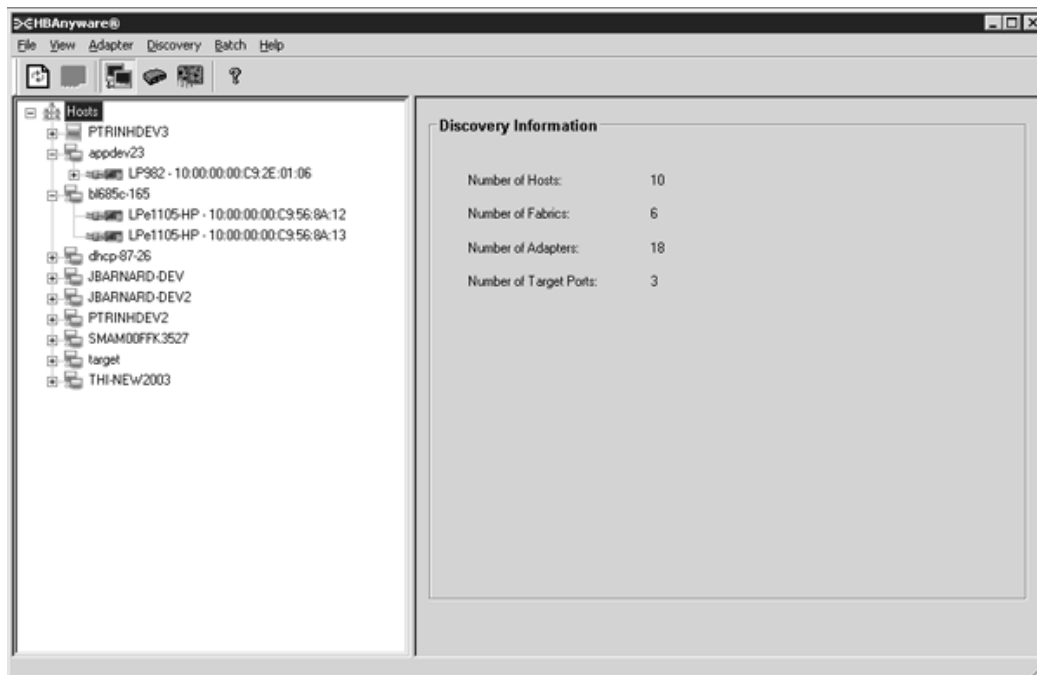 HBAnyware®
File View Adapter Discovery Batch Help
Hosts
PTRINHDEV3
appdev23
LP982 - 10:00:00:00:C9:2E:01:06
bl685c-165
LPe1105-HP - 10:00:00:00:C9:56:8A:12
LPe1105-HP - 10:00:00:00:C9:56:8A:13
dhcp-87-26
JBARNARD-DEV
JBARNARD-DEV2
PTRINHDEV2
SMAM00FFK3527
target
THI-NEW2003
Discovery Information
Number of Hosts: 10
Number of Fabrics: 6
Number of Adapters: 18
Number of Target Ports: 3